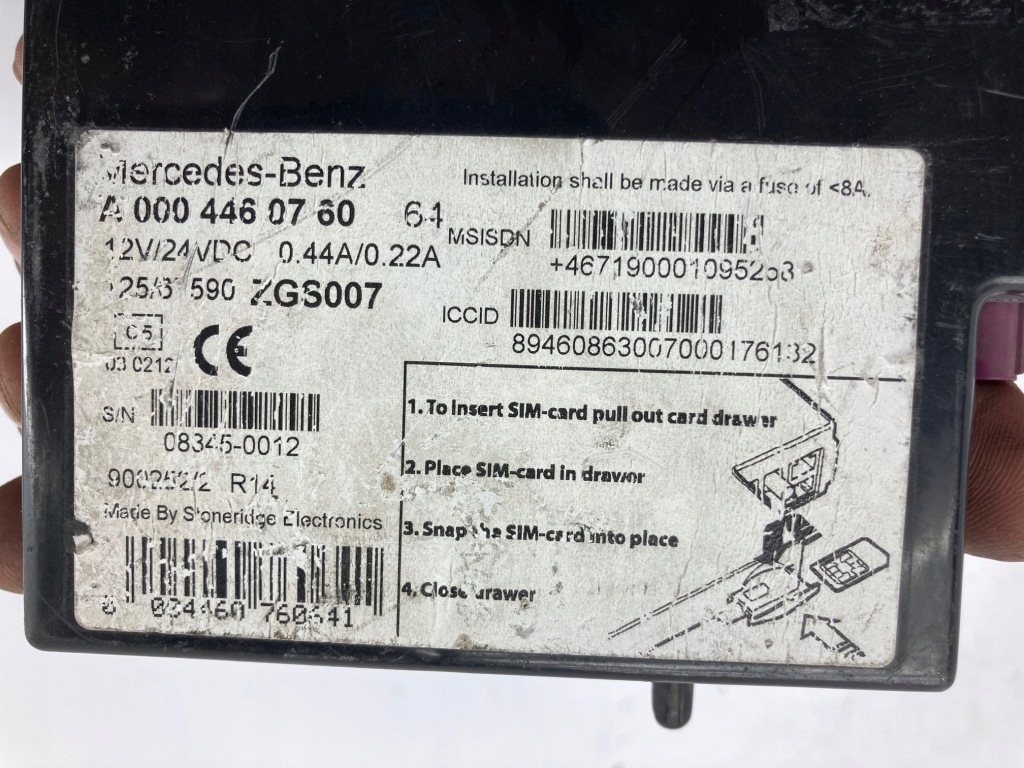 Mercedes-Benz
A 000 446 07 60 64
12V/24VDC 0.44A/0.22A
590 ZGS007
03 0212
CE
S/N
08345-0012
R14
Made By Stoneridge Electronics
Installation shall be made via a fuse of <8A.
MSISDN
ICCID
89460863007000176132
1. To insert SIM-card pull out card drawer
2. Place SIM-card in drawer
3. Snap the SIM-card into place
4. Close drawer